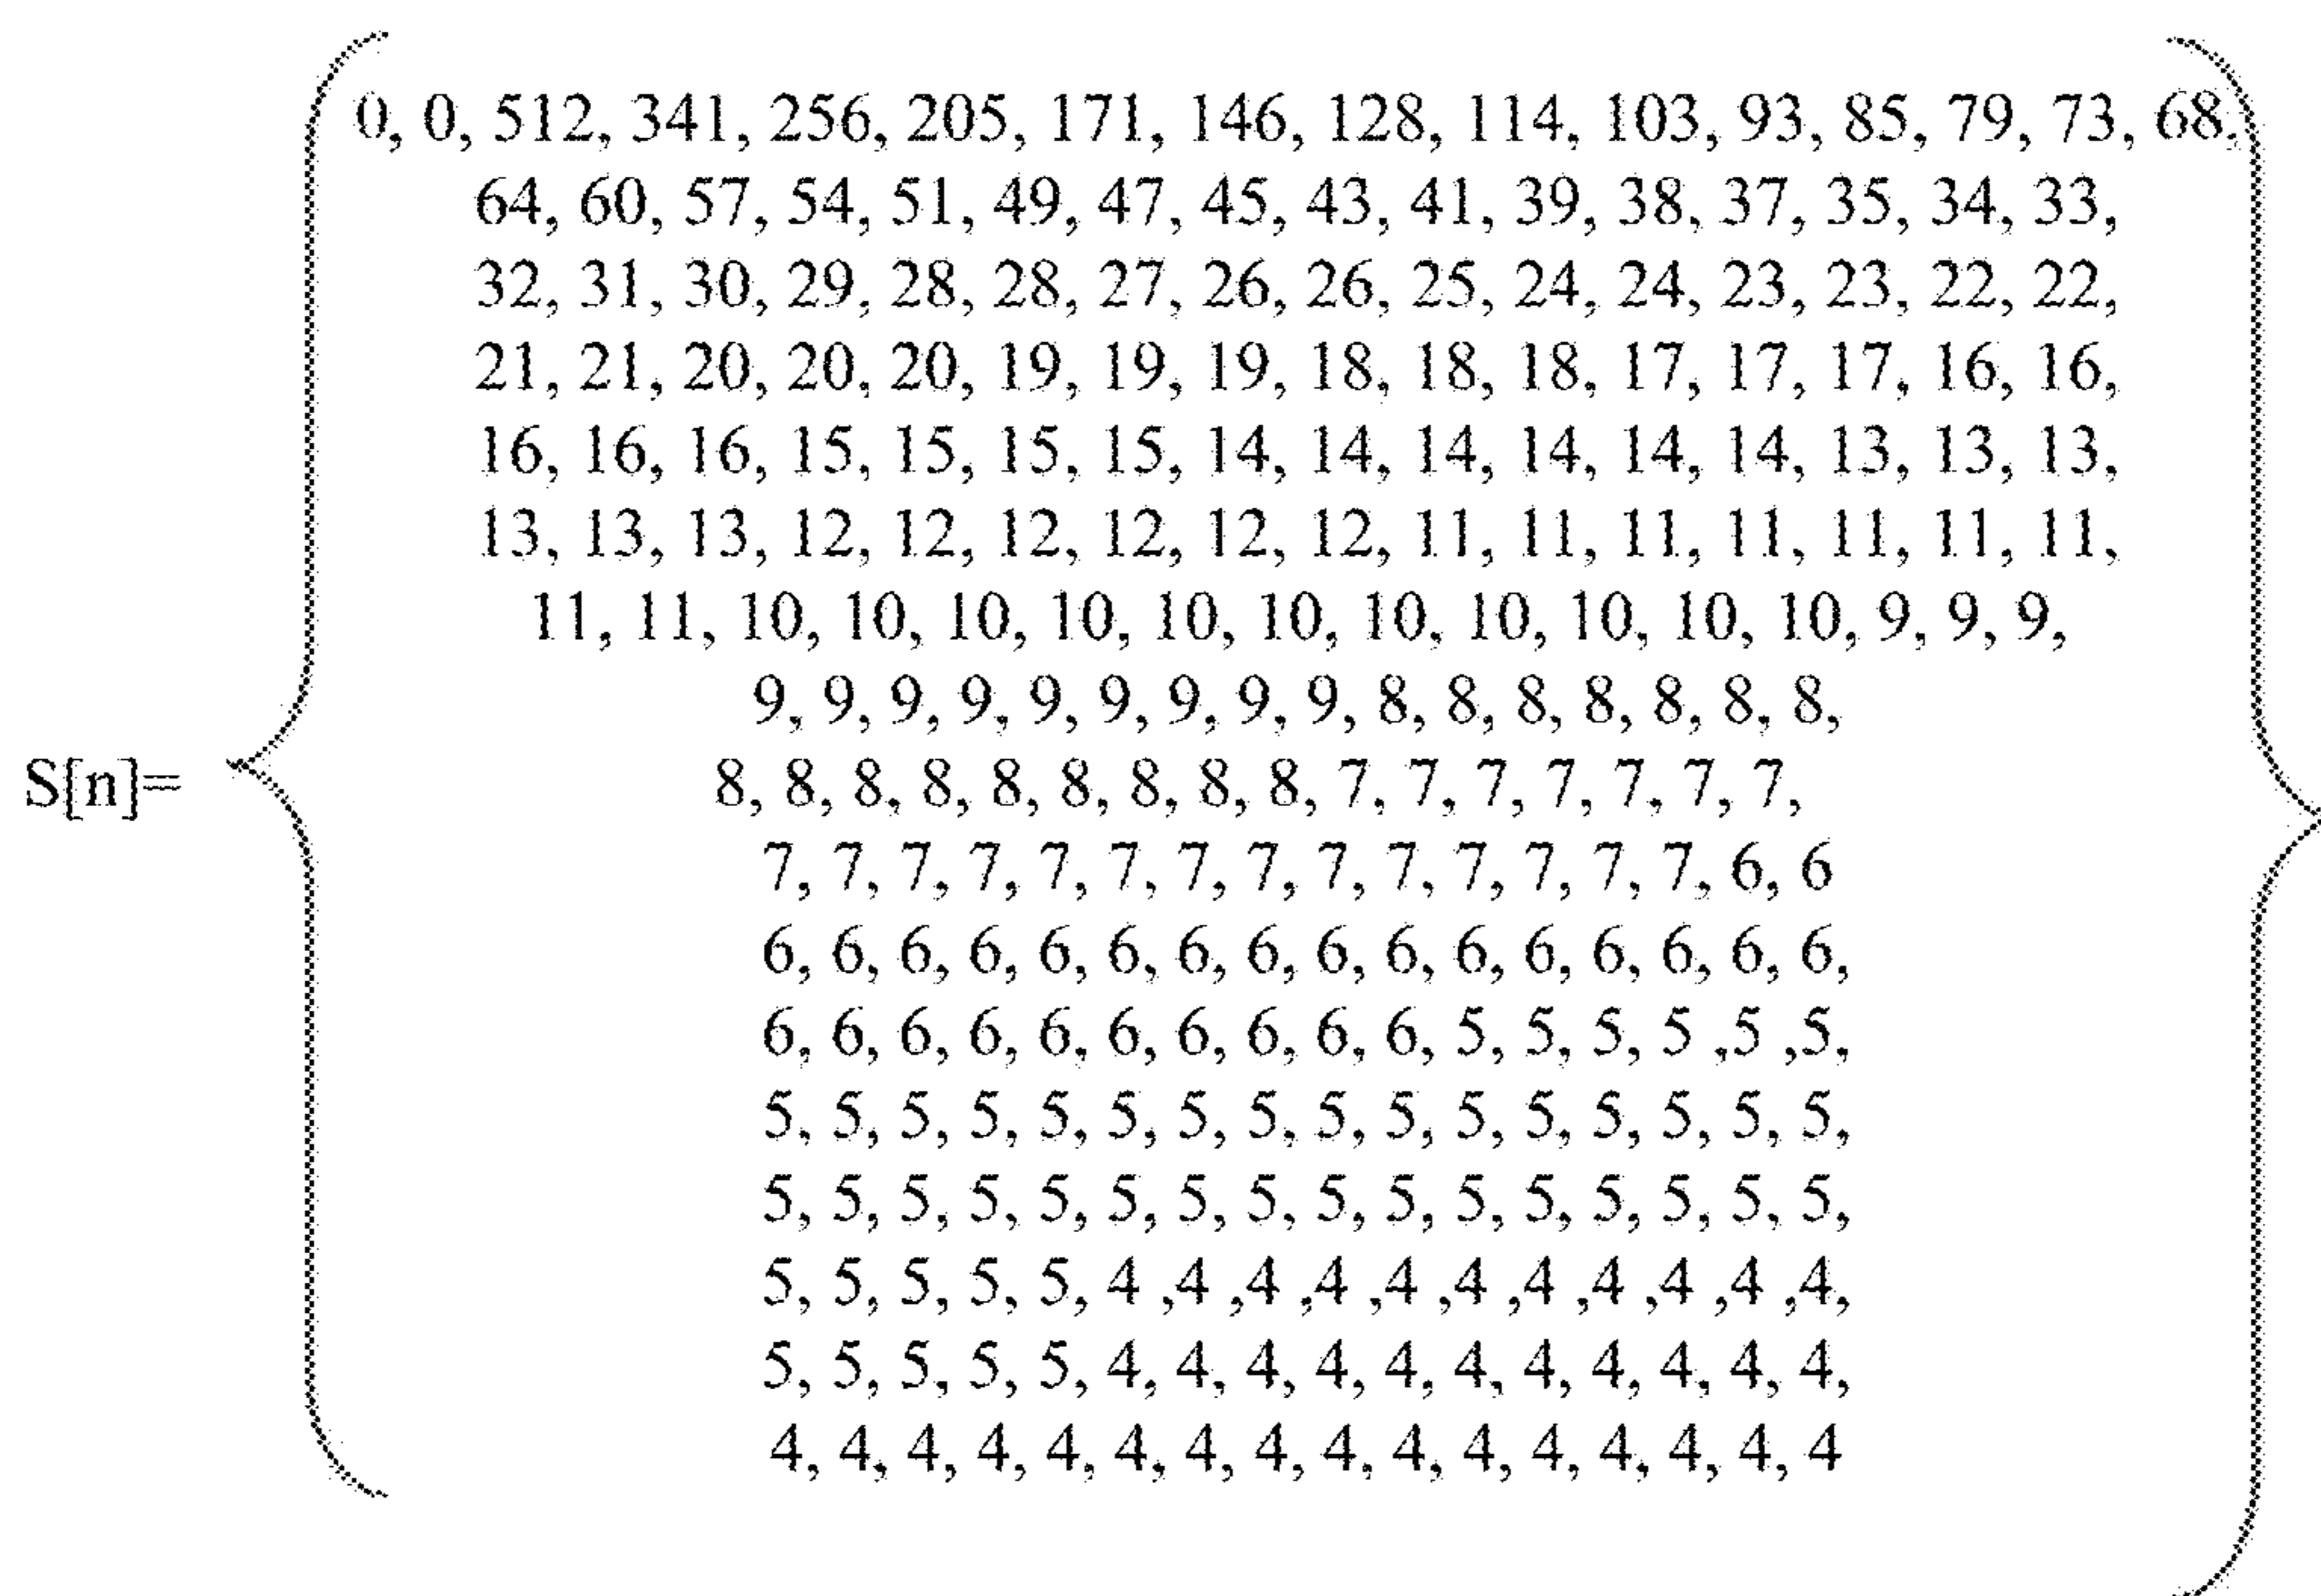 0, 0, 512, 341, 256, 205, 171, 146, 128, 114, 103, 93, 85, 79, 73, 68,
64, 60, 57, 54, 51, 49, 47, 45, 43, 41, 39, 38, 37, 35, 34, 33,
32, 31, 30, 29, 28, 28, 27, 26, 26, 25, 24, 24, 23, 23, 22, 22,
21, 21, 20, 20, 20, 19, 19, 19, 18, 18, 18, 17, 17, 17, 16, 16,
16, 16, 16, 15, 15, 15, 15, 14, 14, 14, 14, 14, 14, 13, 13, 13,
13, 13, 13, 12, 12, 12, 12, 12, 12, 11, 11, 11, 11, 11, 11, 11,
11, 11, 10, 10, 10, 10, 10, 10, 10, 10, 10, 10, 10, 9, 9, 9,
9, 9, 9, 9, 9, 9, 9, 9, 9, 8, 8, 8, 8, 8, 8, 8,
S[n]=
8, 8, 8, 8, 8, 8, 8, 8, 8, 7, 7, 7, 7, 7, 7, 7,
7, 7, 7, 7, 7, 7, 7, 7, 7, 7, 7, 7, 7, 7, 6, 6
6, 6, 6, 6, 6, 6, 6, 6, 6, 6, 6, 6, 6, 6, 6, 6,
6, 6, 6, 6, 6, 6, 6, 6, 6, 6, 5, 5, 5, 5 ,5 ,5,
5, 5, 5, 5, 5, 5, 5, 5, 5, 5, 5, 5, 5, 5, 5, 5,
5, 5, 5, 5, 5, 5, 5, 5, 5, 5, 5, 5, 5, 5, 5, 5,
5, 5, 5, 5, 5, 4 ,4 ,4 ,4 ,4 ,4 ,4 ,4 ,4 ,4 ,4,
5, 5, 5, 5, 5, 4, 4, 4, 4, 4, 4, 4, 4, 4, 4, 4,
4, 4, 4, 4, 4, 4, 4, 4, 4, 4, 4, 4, 4, 4, 4, 4